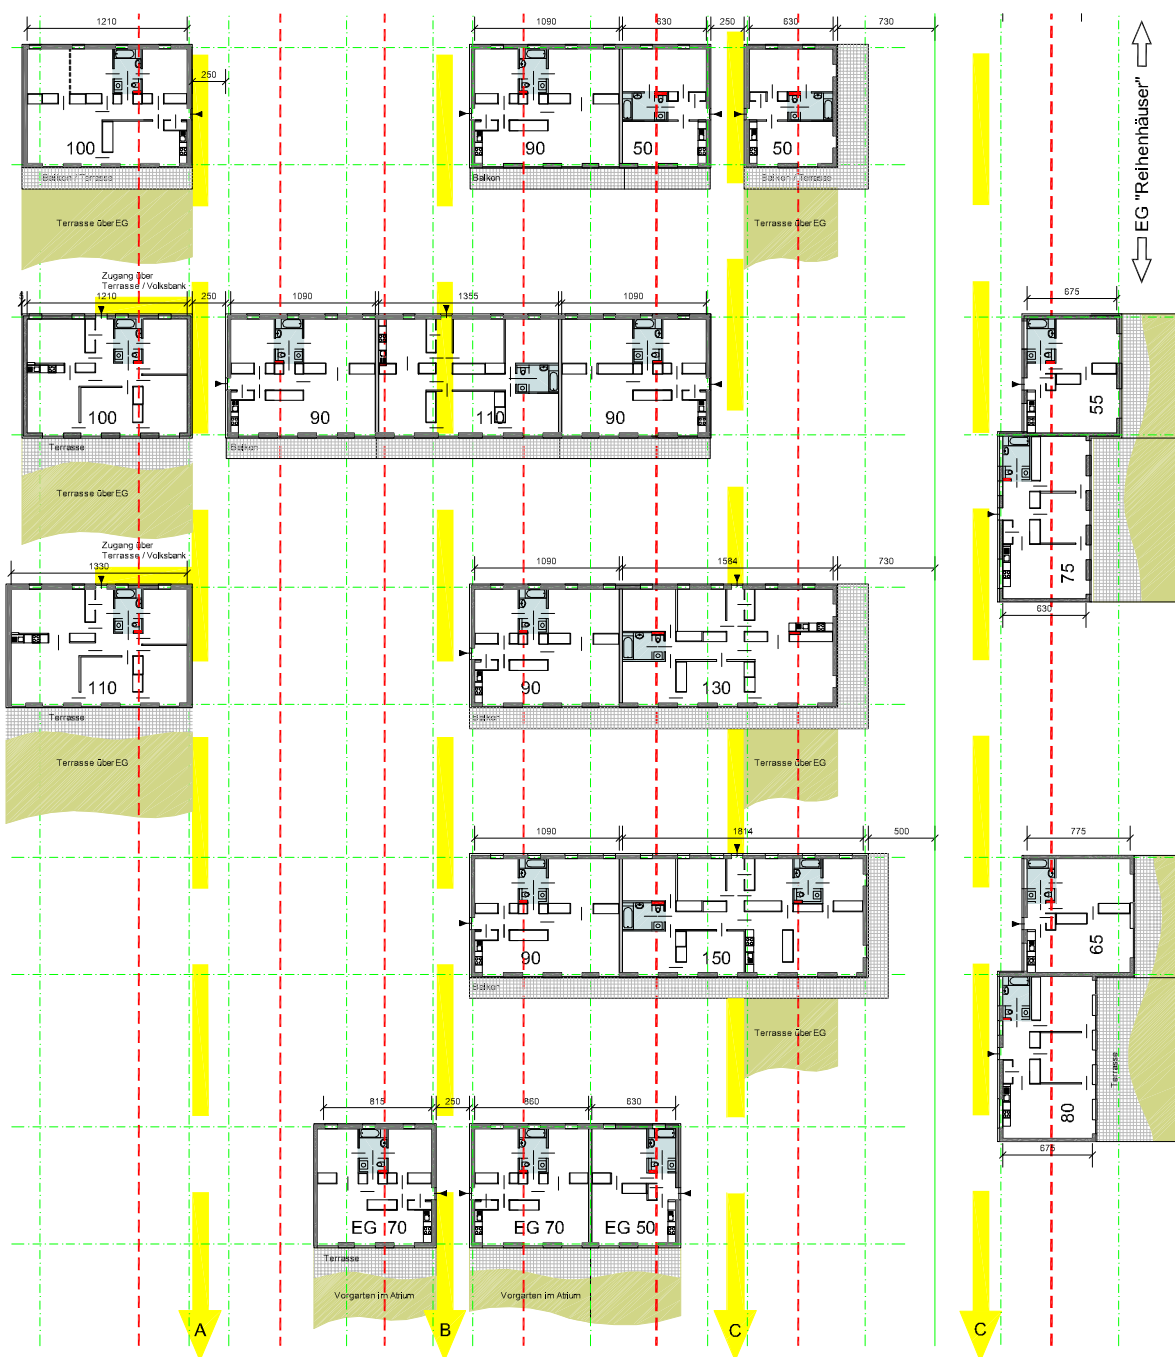 1210
1090
630
250
630
730
250
100
90
50
50
Balkon / Terrasse
Balkon
Balkon / Terrasse
Terrasse über EG
Terrasse über EG
EG "Reihenhäuser"
Zugang über
Terrasse / Volksbank
5
1210
250
1090
1355
1090
675
100
90
110
90
55
Terrasse
Balkon
Terrasse über EG
75
630
Zugang über
Terrasse / Volksbank
1330
1090
1584
730
110
90
130
Terrasse
Balkon
Terrasse über EG
Terrasse über EG
1090
1814
500
775
90
150
65
Balkon
Terrasse über EG
Terrasse
80
675
815
250
860
630
EG 70
EG 70
EG 50
Terrasse
Vorgarten im Atrium
Vorgarten im Atrium
A
B
C
C